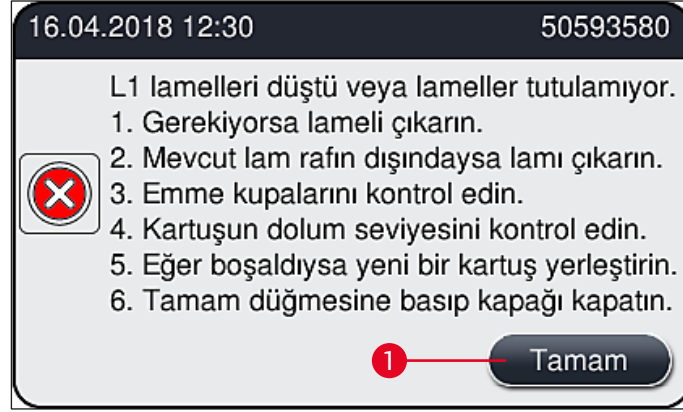 16.04.2018 12:30 50593580
L1 lamelleri düştü veya lameller tutulamıyor.
1. Gerekiyorsa lameli çıkarın.
2. Mevcut lam rafın dışındaysa lamı çıkarın.
3. Emme kupalarını kontrol edin.
4. Kartuşun dolum seviyesini kontrol edin.
5. Eğer boşaldıysa yeni bir kartuş yerleştirin.
6. Tamam düğmesine basıp kapağı kapatın.
1 Tamam